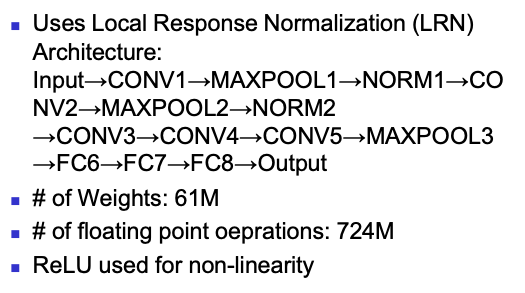 ▪ Uses Local Response Normalization (LRN)
Architecture:
Input→CONV1→MAXPOOL1→NORM1→CO
NV2→MAXPOOL2→NORM2
→CONV3→CONV4→CONV5→MAXPOOL3
→FC6→FC7→FC8→Output
▪ # of Weights: 61M
▪ # of floating point oeprations: 724M
▪ ReLU used for non-linearity